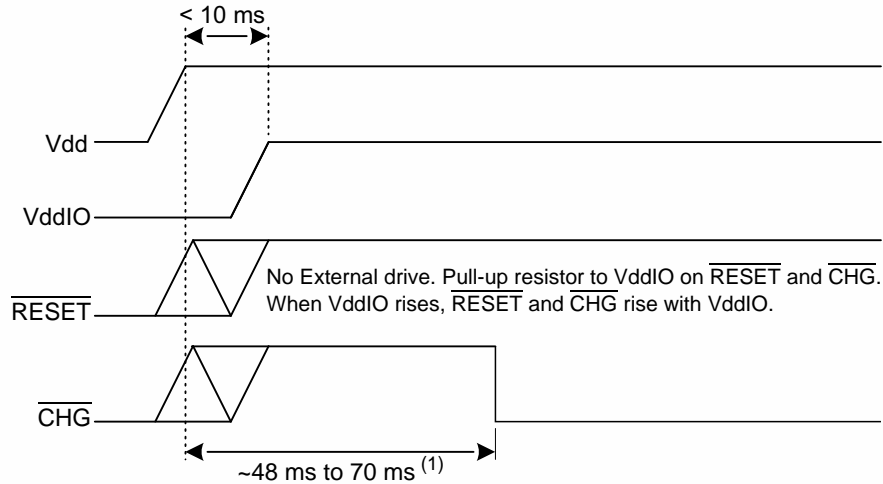 < 10 ms
Vdd
VddIO
No External drive. Pull-up resistor to VddIO on RESET and CHG.
When VddIO rises, RESET and CHG rise with VddIO.
RESET
CHG
~48 ms to 70 ms (1)